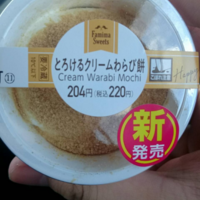 Famima
Sweets
とろけるクリームわらび餅
Cream Warabi Mochi
204円(税込220円)
新
発売